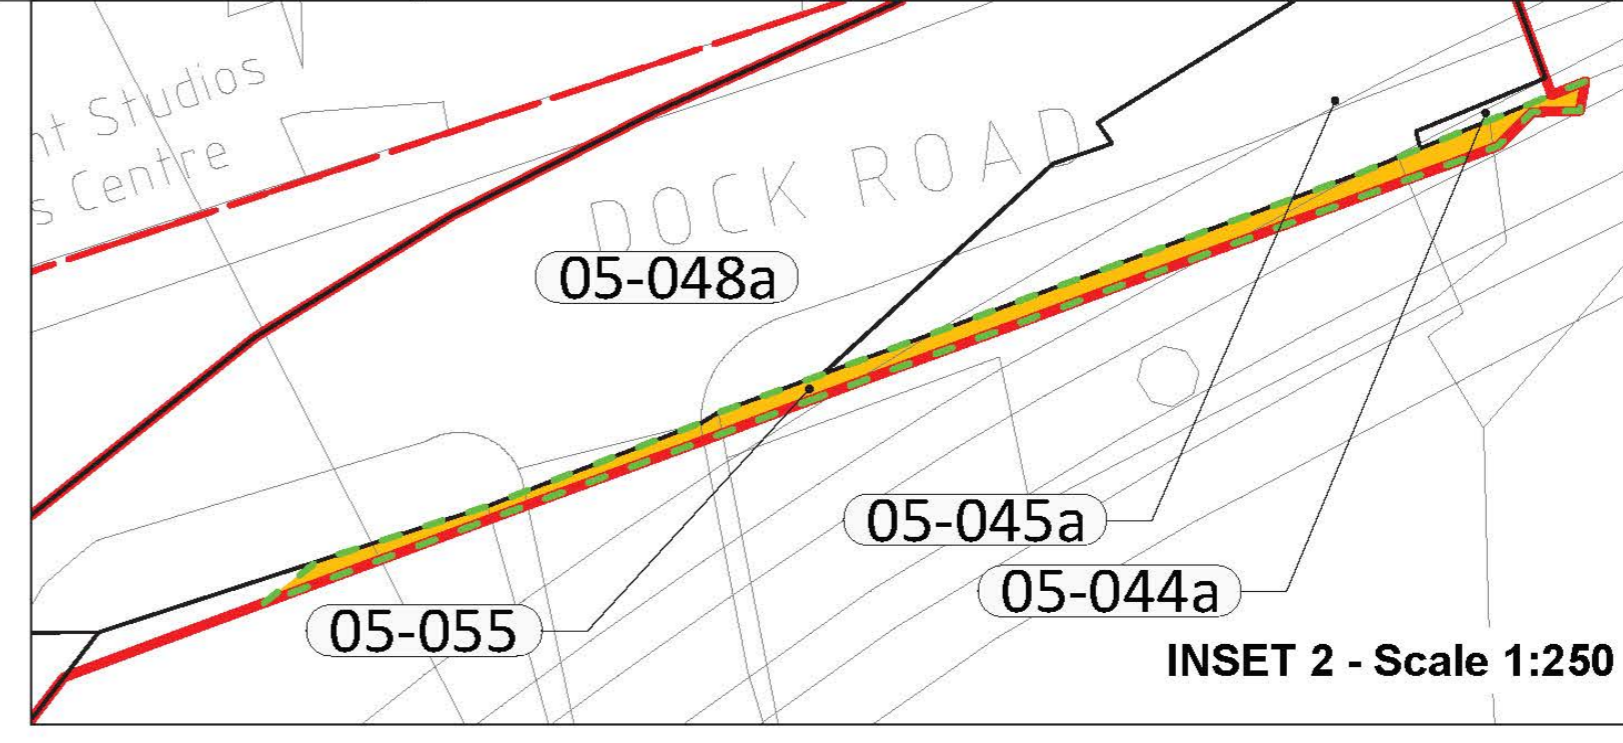 nt Studios
s Centre
DOCK ROAD
05-048a
05-045a
05-044a
05-055
INSET 2 - Scale 1:250